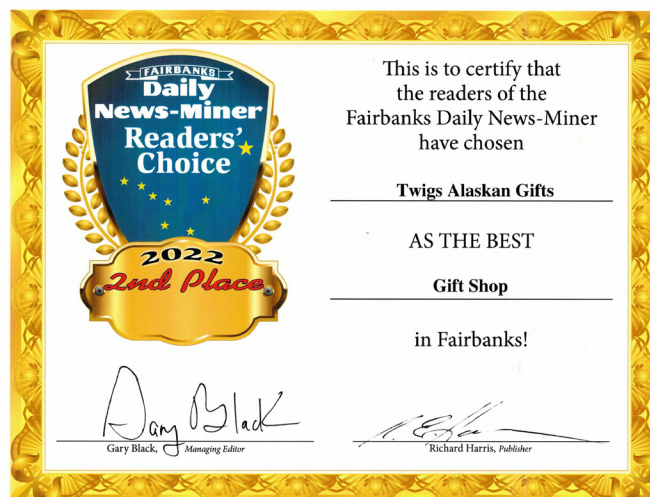 FAIRBANKS
Daily
News-Miner
Readers'
Choice
2022
2nd Place
This is to certify that
the readers of the
Fairbanks Daily News-Miner
have chosen
Twigs Alaskan Gifts
AS THE BEST
Gift Shop
in Fairbanks!
Gary Black
Gary Black, Managing Editor
Richard Harris, Publisher